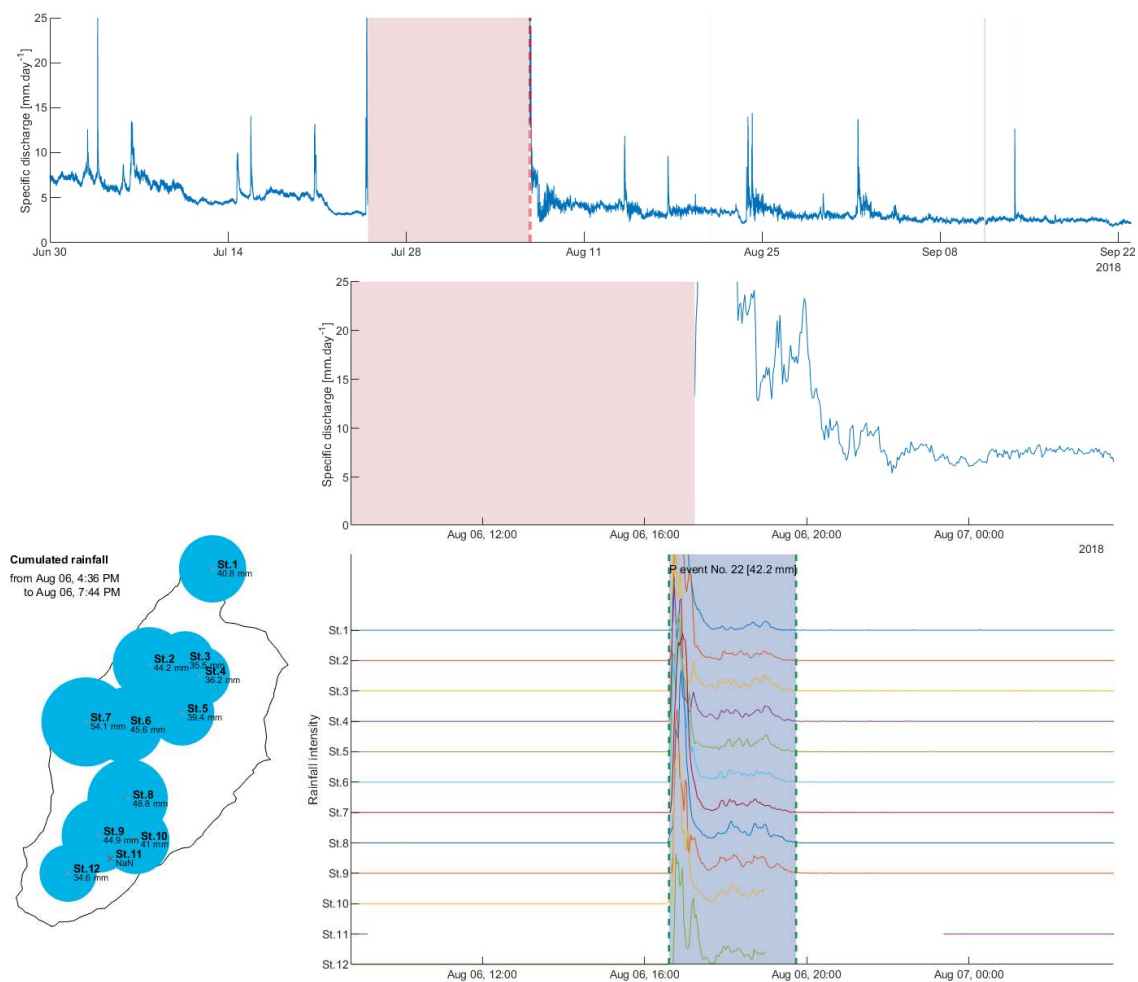 25
20
15
10
5
0
Specific discharge [mm.day-1]
Jun 30
Jul 14
Jul 28
Aug 11
Aug 25
Sep 08
Sep 22
2018
25
20
15
10
5
0
Specific discharge [mm.day-1]
Aug 06, 12:00
Aug 06, 16:00
Aug 06, 20:00
Aug 07, 00:00
2018
Cumulated rainfall
from Aug 06, 4:36 PM
to Aug 06, 7:44 PM
St.1
40.8 mm
St.2
44.2 mm
St.3
35.5 mm
St.4
36.2 mm
St.5
39.4 mm
St.6
45.6 mm
St.7
54.1 mm
St.8
48.8 mm
St.9
44.9 mm
St.10
41 mm
St.11
NaN
St.12
34.6 mm
P event No. 22 [42.2 mm]
Rainfall intensity
St.1
St.2
St.3
St.4
St.5
St.6
St.7
St.8
St.9
St.10
St.11
St.12
Aug 06, 12:00
Aug 06, 16:00
Aug 06, 20:00
Aug 07, 00:00